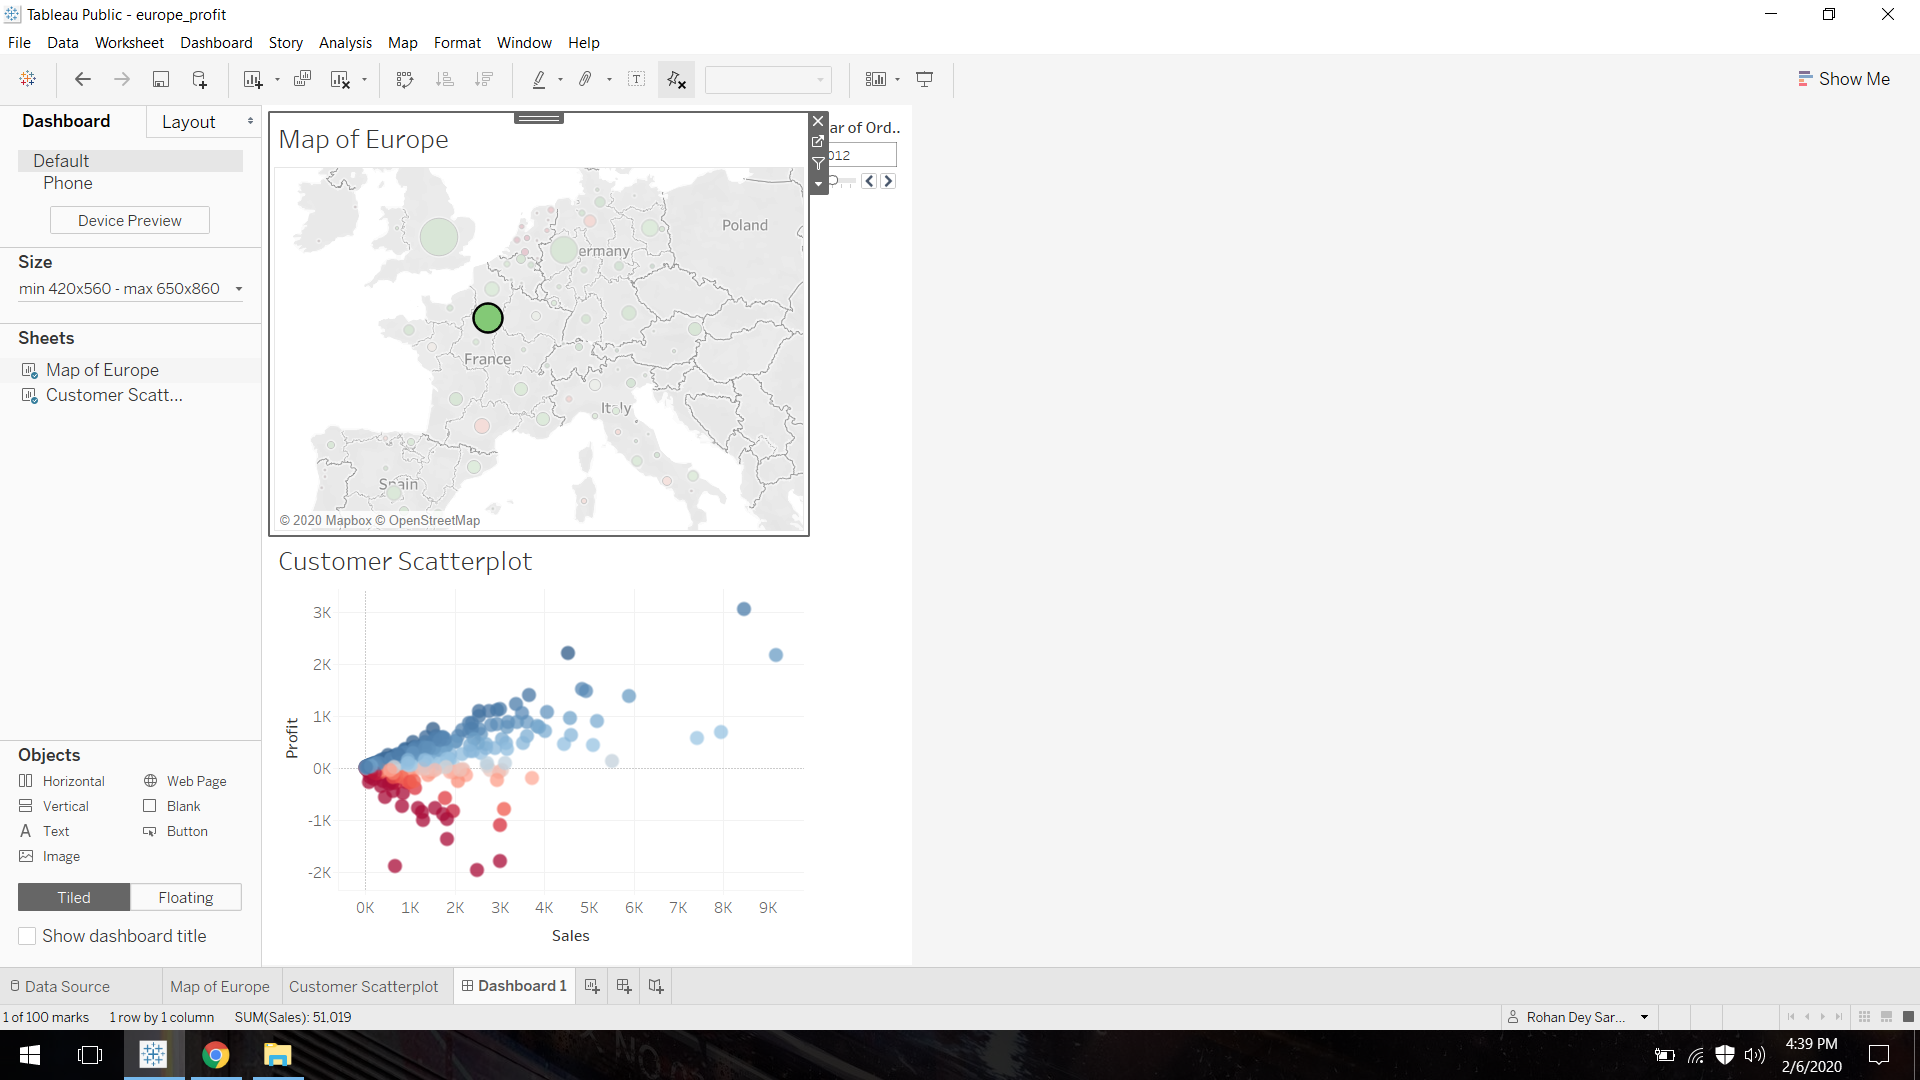 Tableau Public - europe_profit
File Data Worksheet Dashboard Story Analysis Map Format Window Help
Show Me
Dashboard Layout
Default
Phone
Device Preview
Size
min 420x560 - max 650x860
Sheets
Map of Europe
Customer Scatt...
Objects
Horizontal Web Page
Vertical Blank
A Text Button
Image
Tiled Floating
Show dashboard title
Map of Europe
ar of Ord..
012
Poland
ermany
France
Italy
Spain
© 2020 Mapbox © OpenStreetMap
Customer Scatterplot
3K
2K
1K
0K
-1K
-2K
Profit
0K 1K 2K 3K 4K 5K 6K 7K 8K 9K
Sales
Data Source Map of Europe Customer Scatterplot Dashboard 1
1 of 100 marks 1 row by 1 column SUM(Sales): 51,019
Rohan Dey Sar...
4:39 PM
2/6/2020